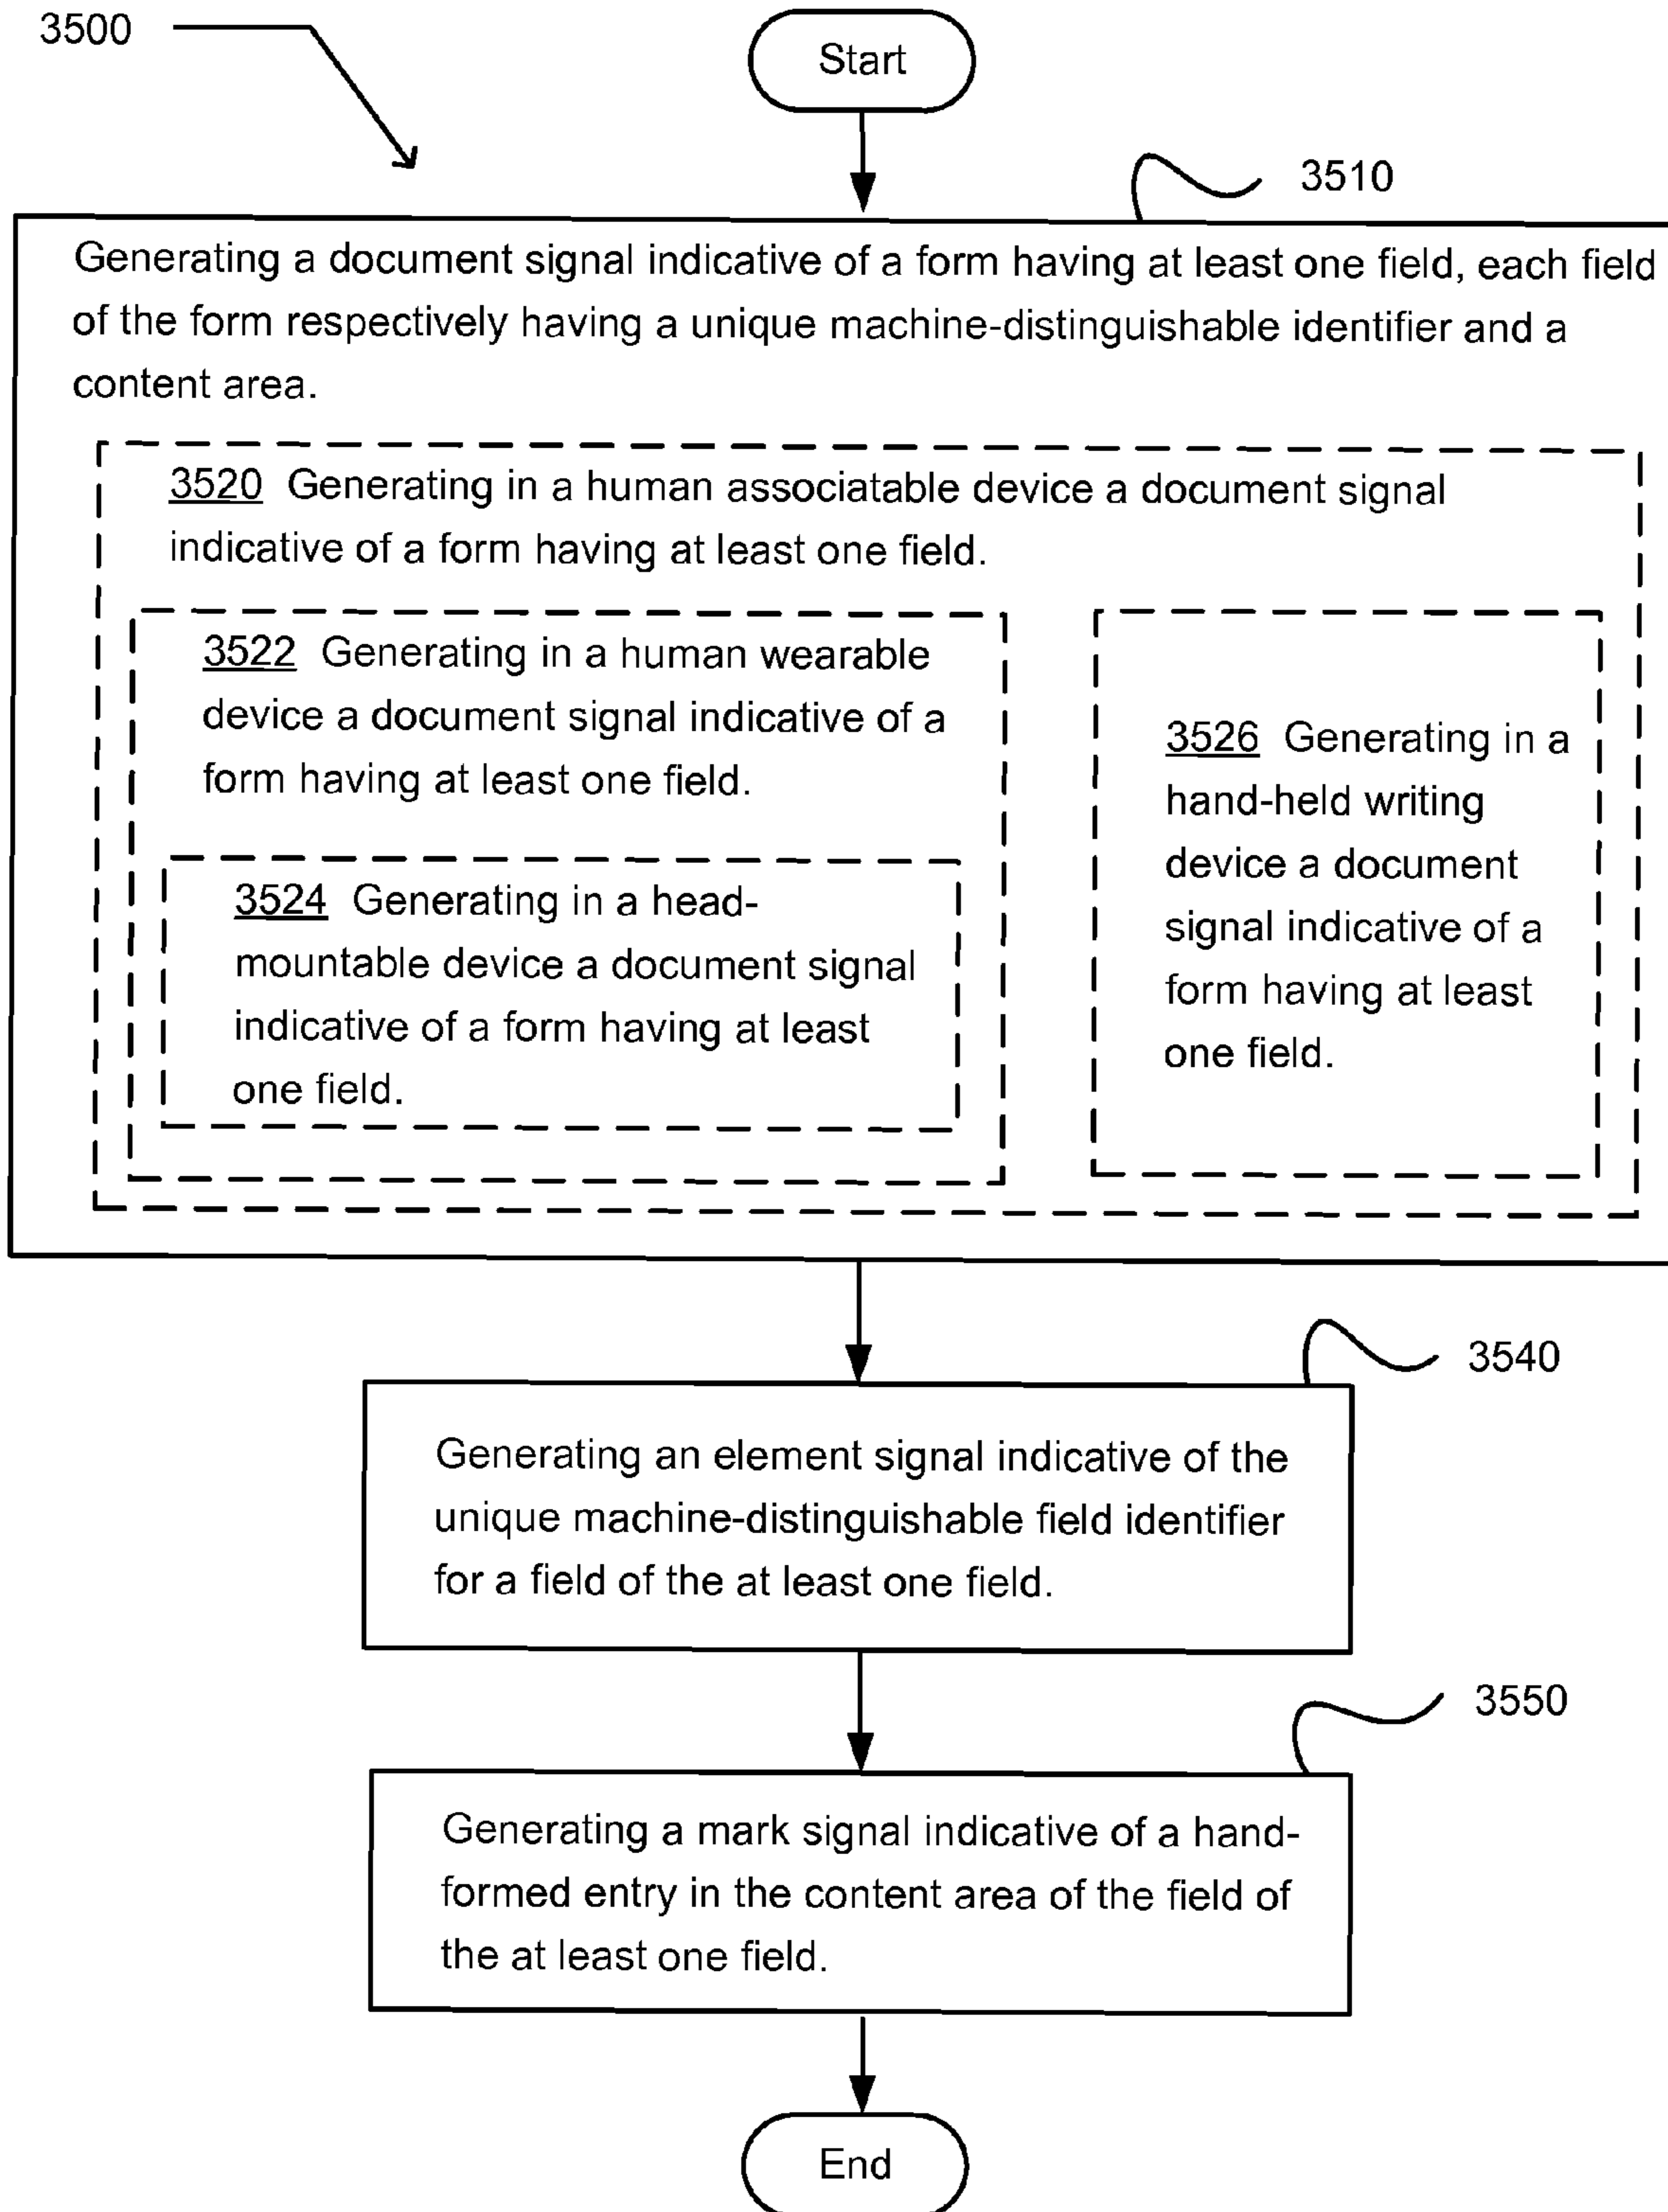 3500
Start
3510
Generating a document signal indicative of a form having at least one field, each field
of the form respectively having a unique machine-distinguishable identifier and a
content area.
3520 Generating in a human associatable device a document signal
indicative of a form having at least one field.
3522 Generating in a human wearable
device a document signal indicative of a
form having at least one field.
3524 Generating in a head-
mountable device a document signal
indicative of a form having at least
one field.
3526 Generating in a
hand-held writing
device a document
signal indicative of a
form having at least
one field.
3540
Generating an element signal indicative of the
unique machine-distinguishable field identifier
for a field of the at least one field.
3550
Generating a mark signal indicative of a hand-
formed entry in the content area of the field of
the at least one field.
End